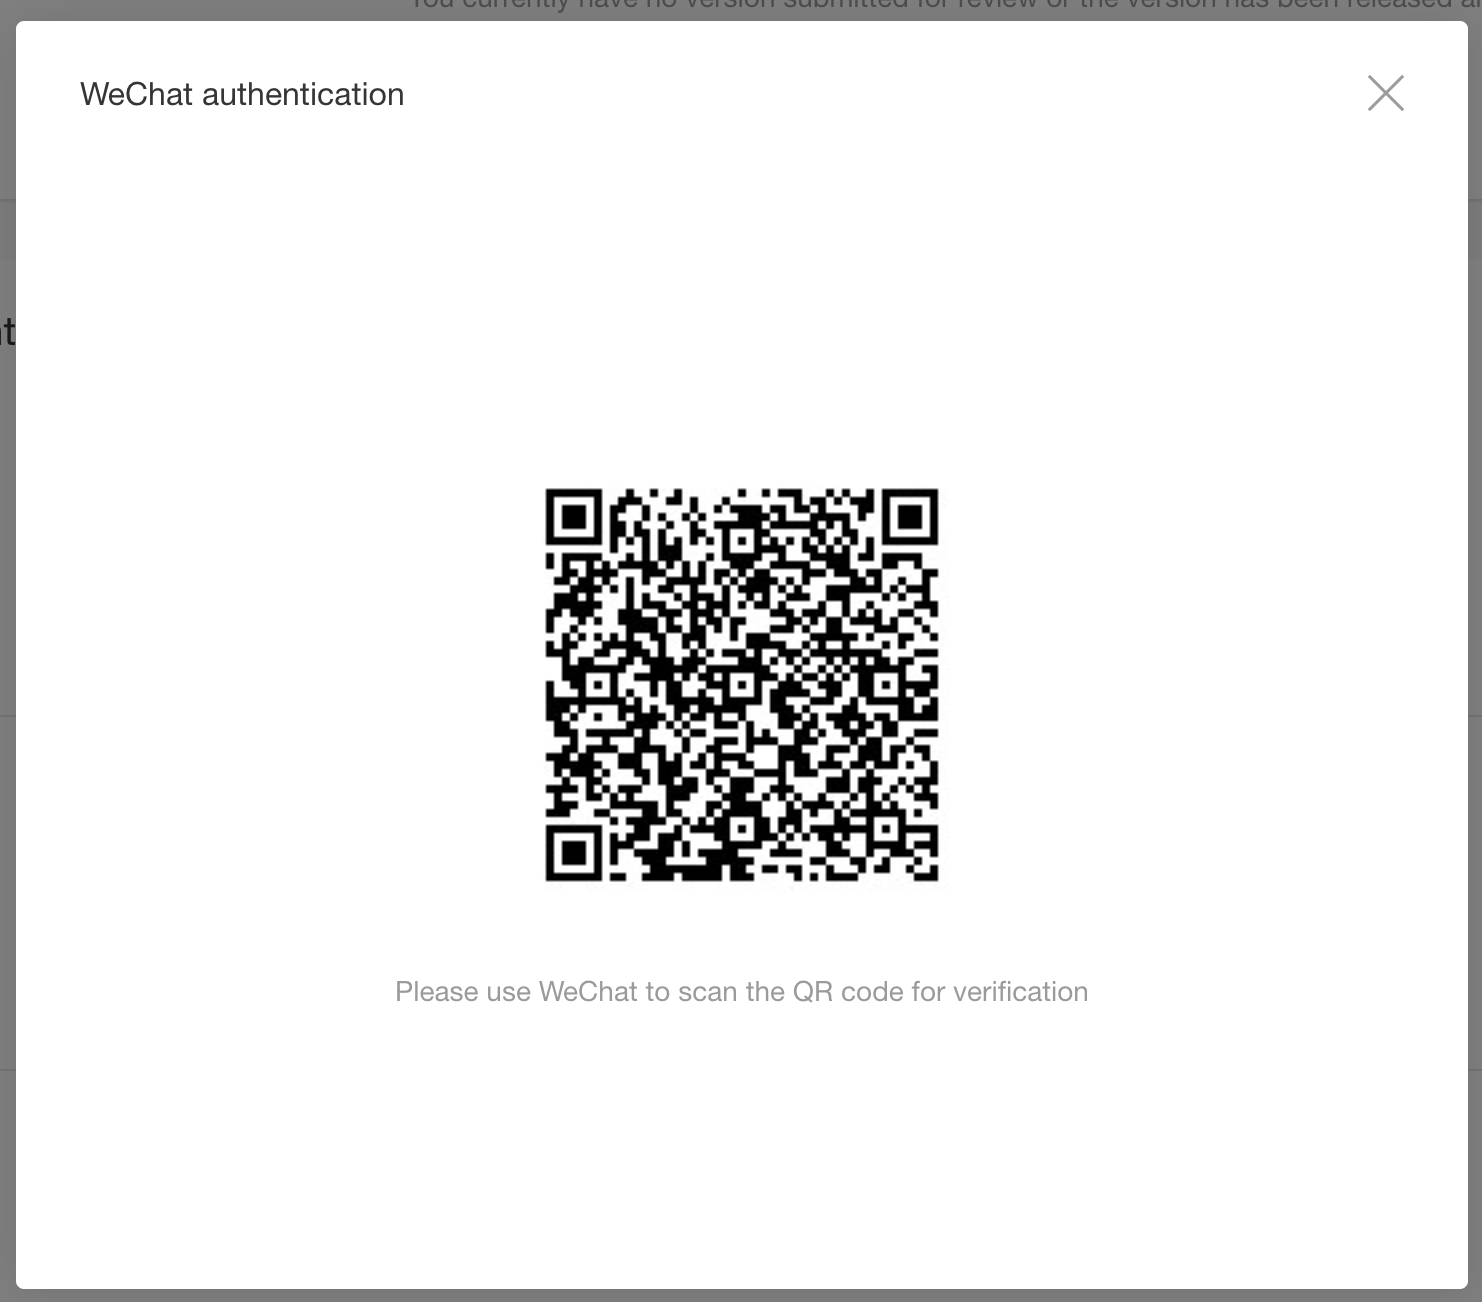 You currently have no version submitted for review or the version has been released
WeChat authentication
Please use WeChat to scan the QR code for verification